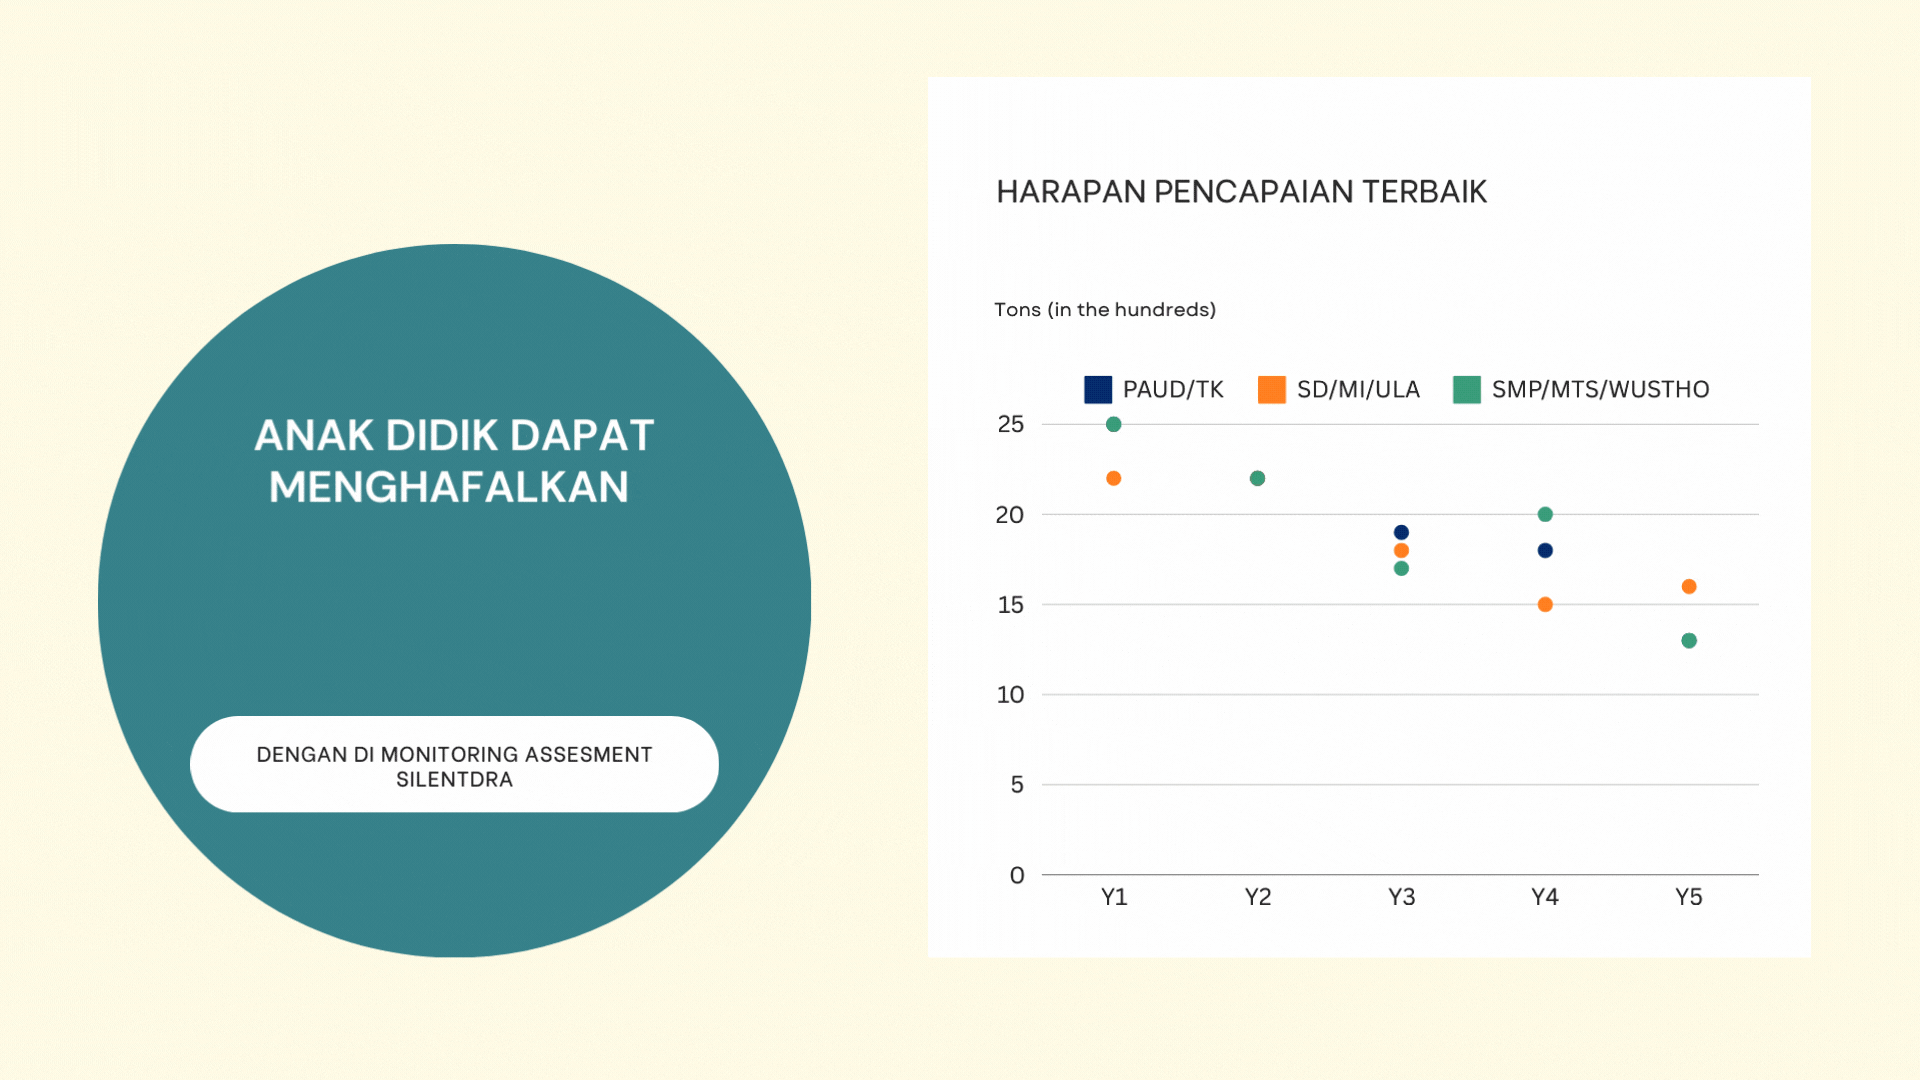 ANAK DIDIK DAPAT
MENGHAFALKAN
DENGAN DI MONITORING ASSESMENT
SILENTDRA
HARAPAN PENCAPAIAN TERBAIK
Tons (in the hundreds)
PAUD/TK SD/MI/ULA SMP/MTS/WUSTHO
25
20
15
10
5
0
Y1 Y2 Y3 Y4 Y5